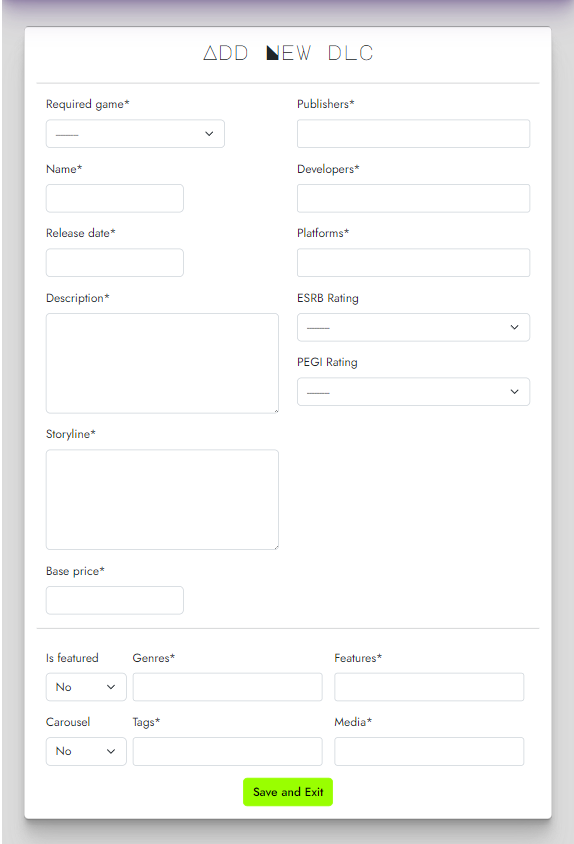 ADD NEW DLC
Required game*
Publishers*
------
Name*
Developers*
Release date*
Platforms*
Description*
ESRB Rating
------
PEGI Rating
------
Storyline*
Base price*
Is featured
Genres*
Features*
No
Carousel
Tags*
Media*
No
Save and Exit